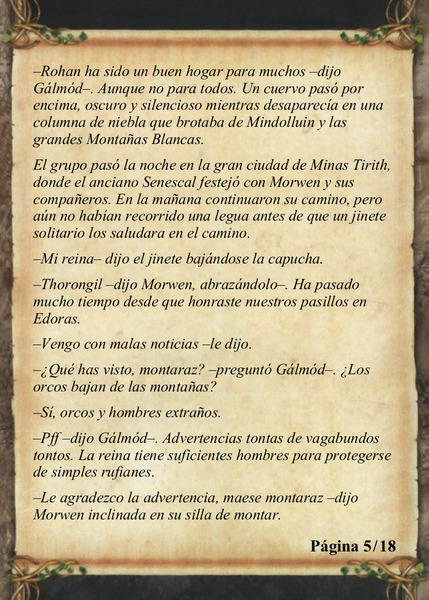 –Rohan ha sido un buen hogar para muchos –dijo
Gálmód–. Aunque no para todos. Un cuervo pasó por
encima, oscuro y silencioso mientras desaparecía en una
columna de niebla que brotaba de Mindolluin y las
grandes Montañas Blancas.
El grupo pasó la noche en la gran ciudad de Minas Tirith,
donde el anciano Senescal festejó con Morwen y sus
compañeros. En la mañana continuaron su camino, pero
aún no habían recorrido una legua antes de que un jinete
solitario los saludara en el camino.
–Mi reina– dijo el jinete bajándose la capucha.
–Thorongil –dijo Morwen, abrazándolo–. Ha pasado
mucho tiempo desde que honraste nuestros pasillos en
Edoras.
–Vengo con malas noticias –le dijo.
–¿Qué has visto, montaraz? –preguntó Gálmód–. ¿Los
orcos bajan de las montañas?
–Sí, orcos y hombres extraños.
–Pff –dijo Gálmód–. Advertencias tontas de vagabundos
tontos. La reina tiene suficientes hombres para protegerse
de simples rufianes.
–Le agradezco la advertencia, maese montaraz –dijo
Morwen inclinada en su silla de montar.
Página 5/18